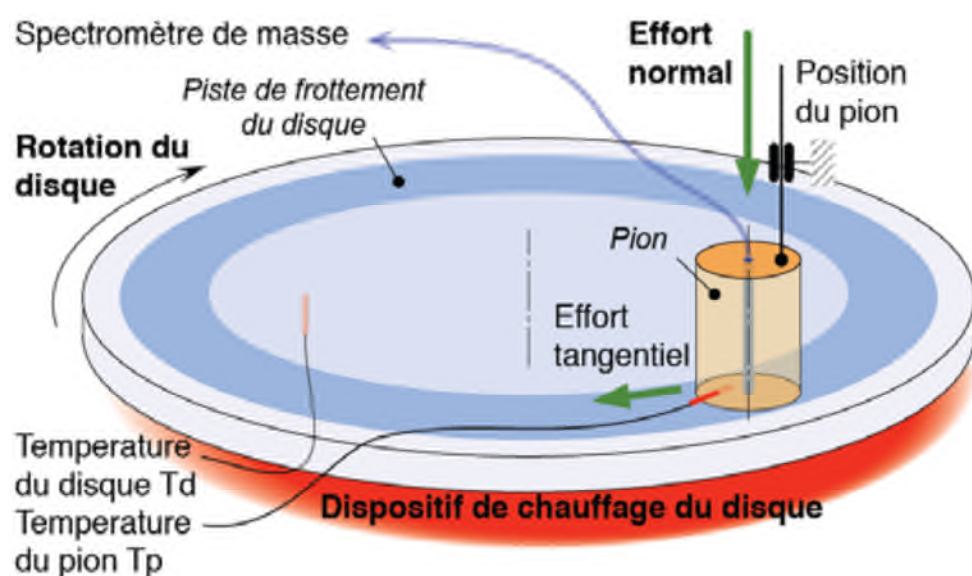 Spectromètre de masse
Effort
normal
Position
du pion
Piste de frottement
du disque
Rotation du
disque
Pion
Effort
tangentiel
Temperature
du disque Td
Temperature
du pion Tp
Dispositif de chauffage du disque